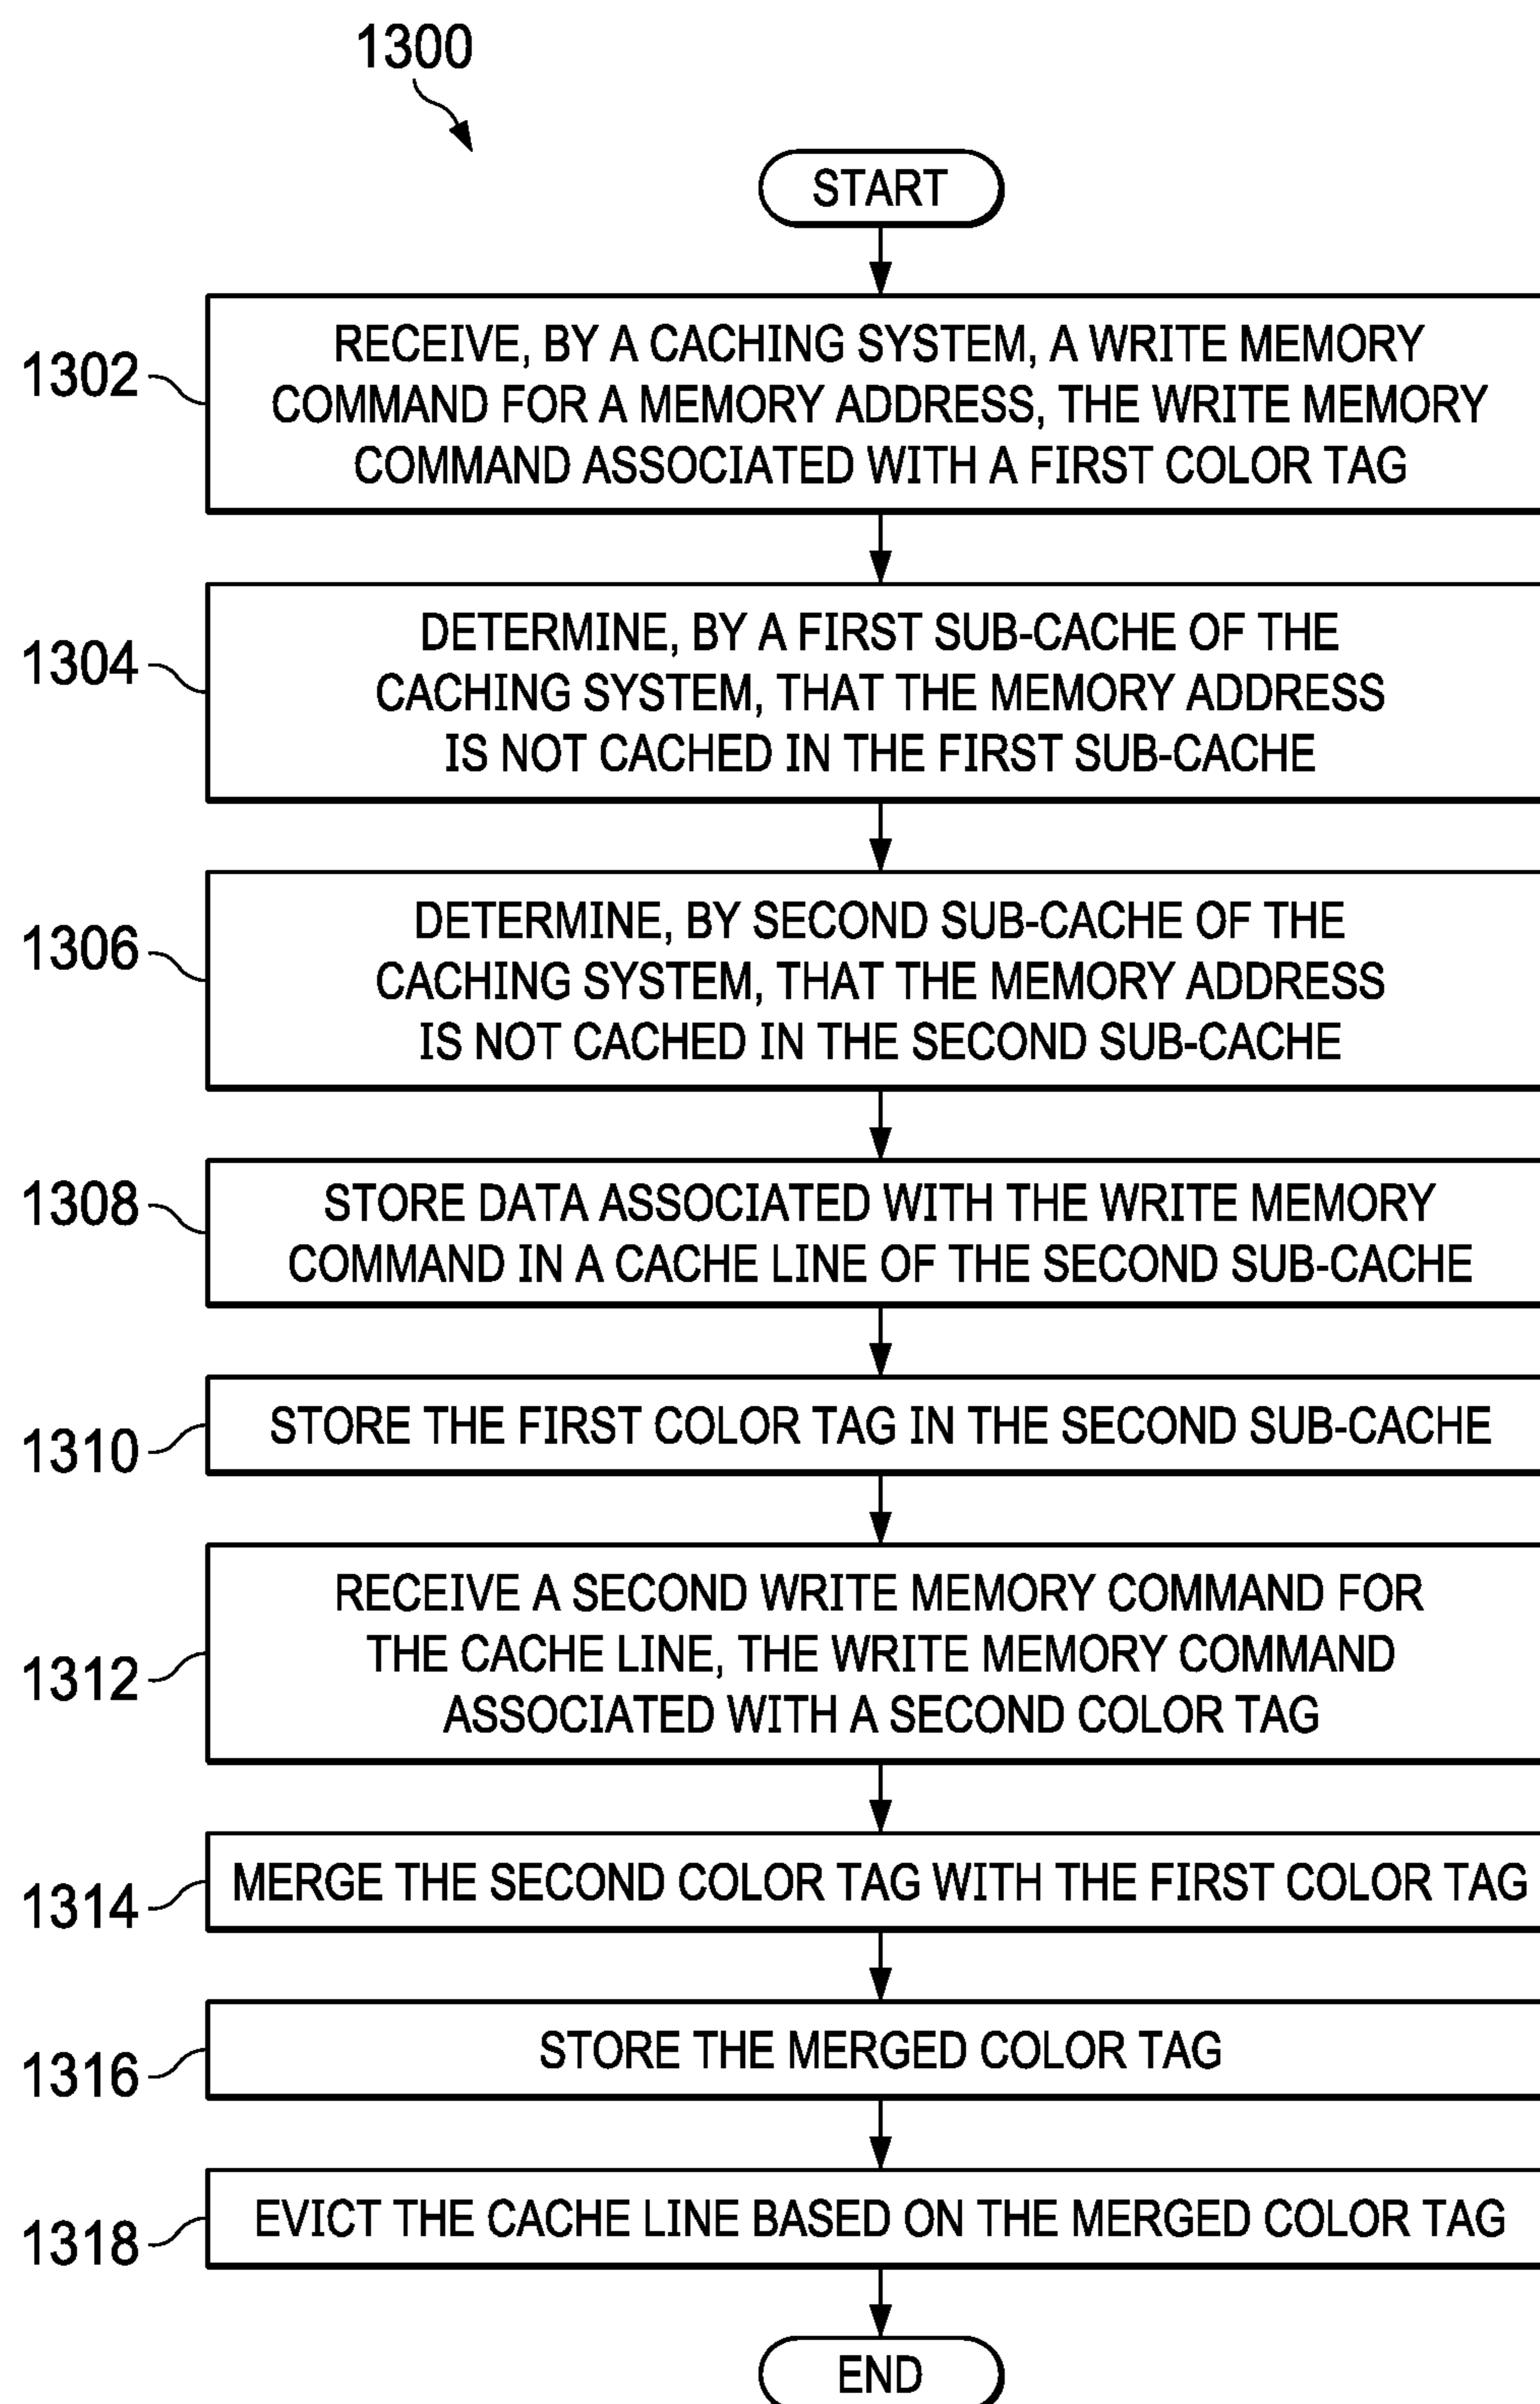 1300
START
1302
RECEIVE, BY A CACHING SYSTEM, A WRITE MEMORY
COMMAND FOR A MEMORY ADDRESS, THE WRITE MEMORY
COMMAND ASSOCIATED WITH A FIRST COLOR TAG
1304
DETERMINE, BY A FIRST SUB-CACHE OF THE
CACHING SYSTEM, THAT THE MEMORY ADDRESS
IS NOT CACHED IN THE FIRST SUB-CACHE
1306
DETERMINE, BY SECOND SUB-CACHE OF THE
CACHING SYSTEM, THAT THE MEMORY ADDRESS
IS NOT CACHED IN THE SECOND SUB-CACHE
1308
STORE DATA ASSOCIATED WITH THE WRITE MEMORY
COMMAND IN A CACHE LINE OF THE SECOND SUB-CACHE
1310
STORE THE FIRST COLOR TAG IN THE SECOND SUB-CACHE
1312
RECEIVE A SECOND WRITE MEMORY COMMAND FOR
THE CACHE LINE, THE WRITE MEMORY COMMAND
ASSOCIATED WITH A SECOND COLOR TAG
1314
MERGE THE SECOND COLOR TAG WITH THE FIRST COLOR TAG
1316
STORE THE MERGED COLOR TAG
1318
EVICT THE CACHE LINE BASED ON THE MERGED COLOR TAG
END